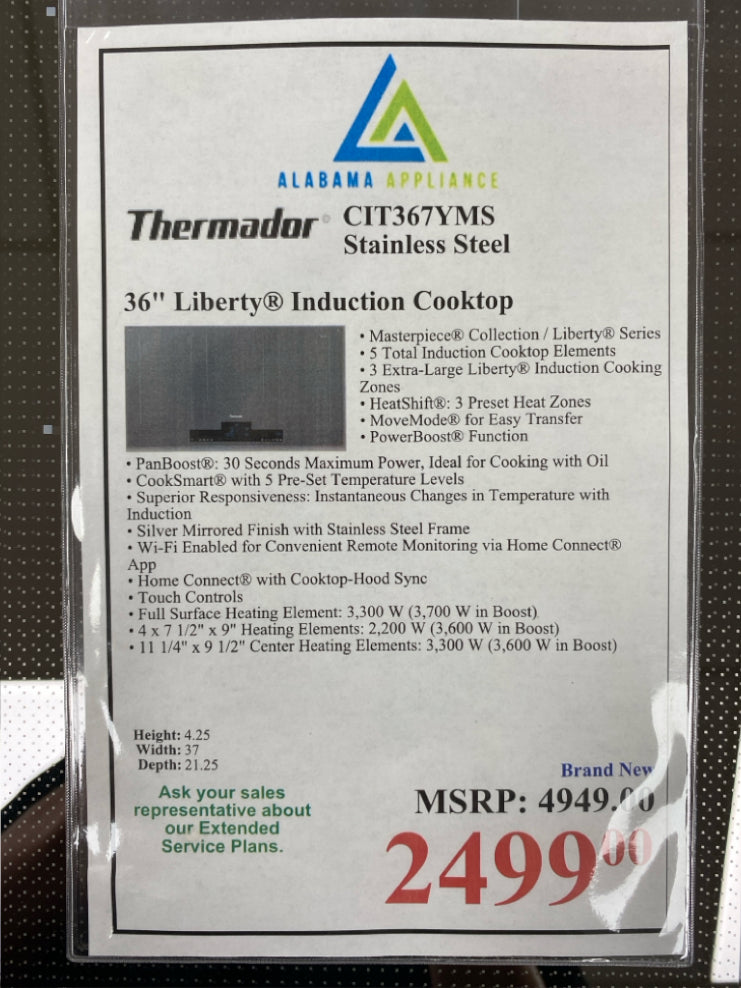 ALABAMA APPLIANCE
Thermador®
CIT367YMS
Stainless Steel
36" Liberty® Induction Cooktop
• Masterpiece® Collection / Liberty® Series
• 5 Total Induction Cooktop Elements
• 3 Extra-Large Liberty® Induction Cooking
Zones
• HeatShift®: 3 Preset Heat Zones
• MoveMode® for Easy Transfer
• PowerBoost® Function
• PanBoost®: 30 Seconds Maximum Power, Ideal for Cooking with Oil
• CookSmart® with 5 Pre-Set Temperature Levels
• Superior Responsiveness: Instantaneous Changes in Temperature with
Induction
• Silver Mirrored Finish with Stainless Steel Frame
• Wi-Fi Enabled for Convenient Remote Monitoring via Home Connect®
App
• Home Connect® with Cooktop-Hood Sync
• Touch Controls
• Full Surface Heating Element: 3,300 W (3,700 W in Boost)
• 4 x 7 1/2" x 9" Heating Elements: 2,200 W (3,600 W in Boost)
• 11 1/4" x 9 1/2" Center Heating Elements: 3,300 W (3,600 W in Boost)
Height: 4.25
Width: 37
Depth: 21.25
Ask your sales
representative about
our Extended
Service Plans.
Brand New
MSRP: 4949.00
2499.00